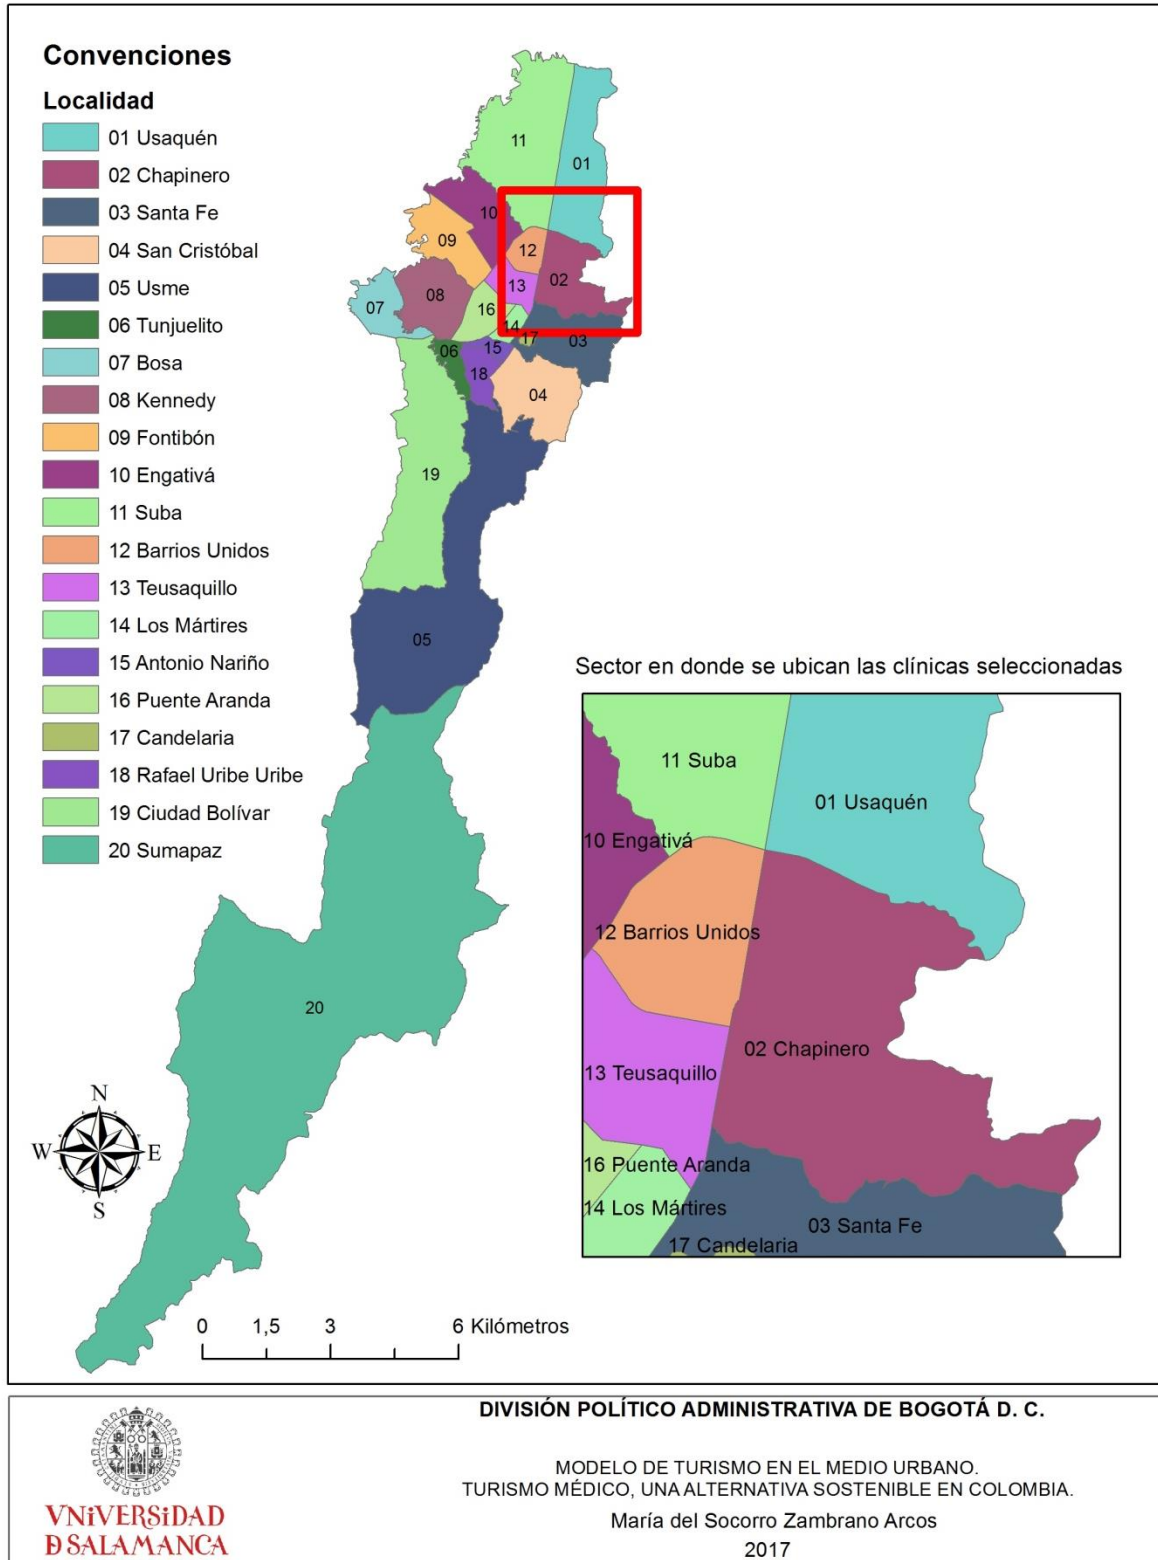 Convenciones
Localidad
01 Usaquén
02 Chapinero
03 Santa Fe
04 San Cristóbal
05 Usme
06 Tunjuelito
07 Bosa
08 Kennedy
09 Fontibón
10 Engativá
11 Suba
12 Barrios Unidos
13 Teusaquillo
14 Los Mártires
15 Antonio Nariño
16 Puente Aranda
17 Candelaria
18 Rafael Uribe Uribe
19 Ciudad Bolívar
20 Sumapaz
11
01
10
09
12
02
13
07
08
16
14
17
03
06
15
18
04
19
05
20
N
W E
S
0 1,5 3 6 Kilómetros
Sector en donde se ubican las clínicas seleccionadas
11 Suba
01 Usaquén
10 Engativá
12 Barrios Unidos
02 Chapinero
13 Teusaquillo
16 Puente Aranda
14 Los Mártires
03 Santa Fe
17 Candelaria
VNiVERSiDAD
Ð SALAMANCA
DIVISIÓN POLÍTICO ADMINISTRATIVA DE BOGOTÁ D. C.
MODELO DE TURISMO EN EL MEDIO URBANO.
TURISMO MÉDICO, UNA ALTERNATIVA SOSTENIBLE EN COLOMBIA.
María del Socorro Zambrano Arcos
2017